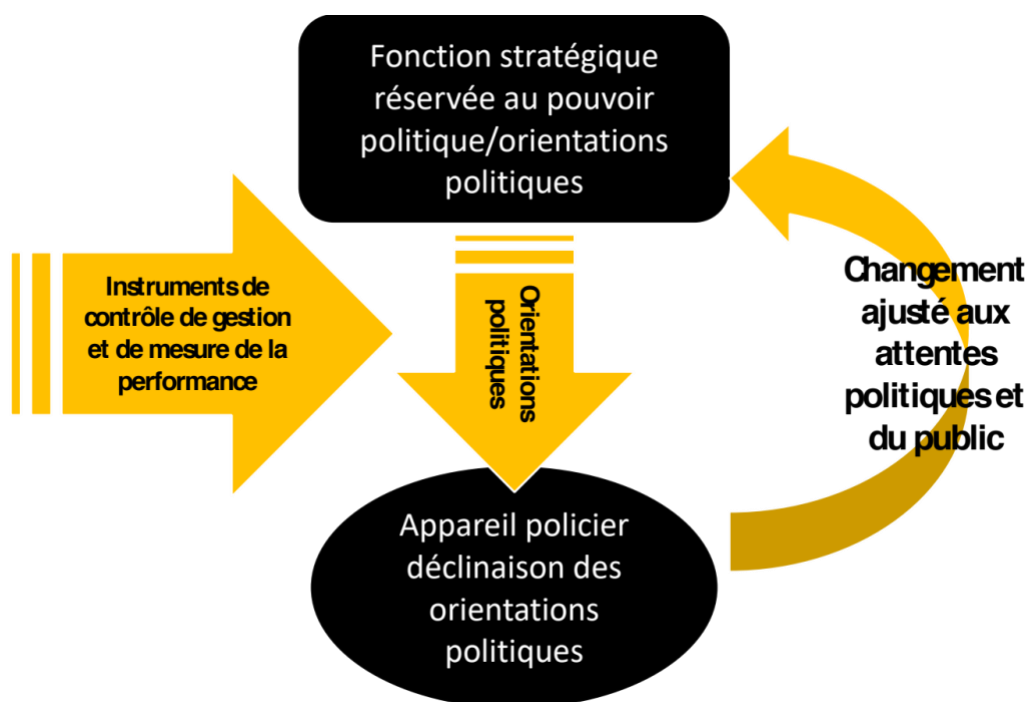 Fonction stratégique
réservée au pouvoir
politique/orientations
politiques
Instruments de
contrôle de gestion
et de mesure de la
performance
Orientations
politiques
Changement
ajusté aux
attentes
politiques et
du public
Appareil policier
déclinaison des
orientations
politiques